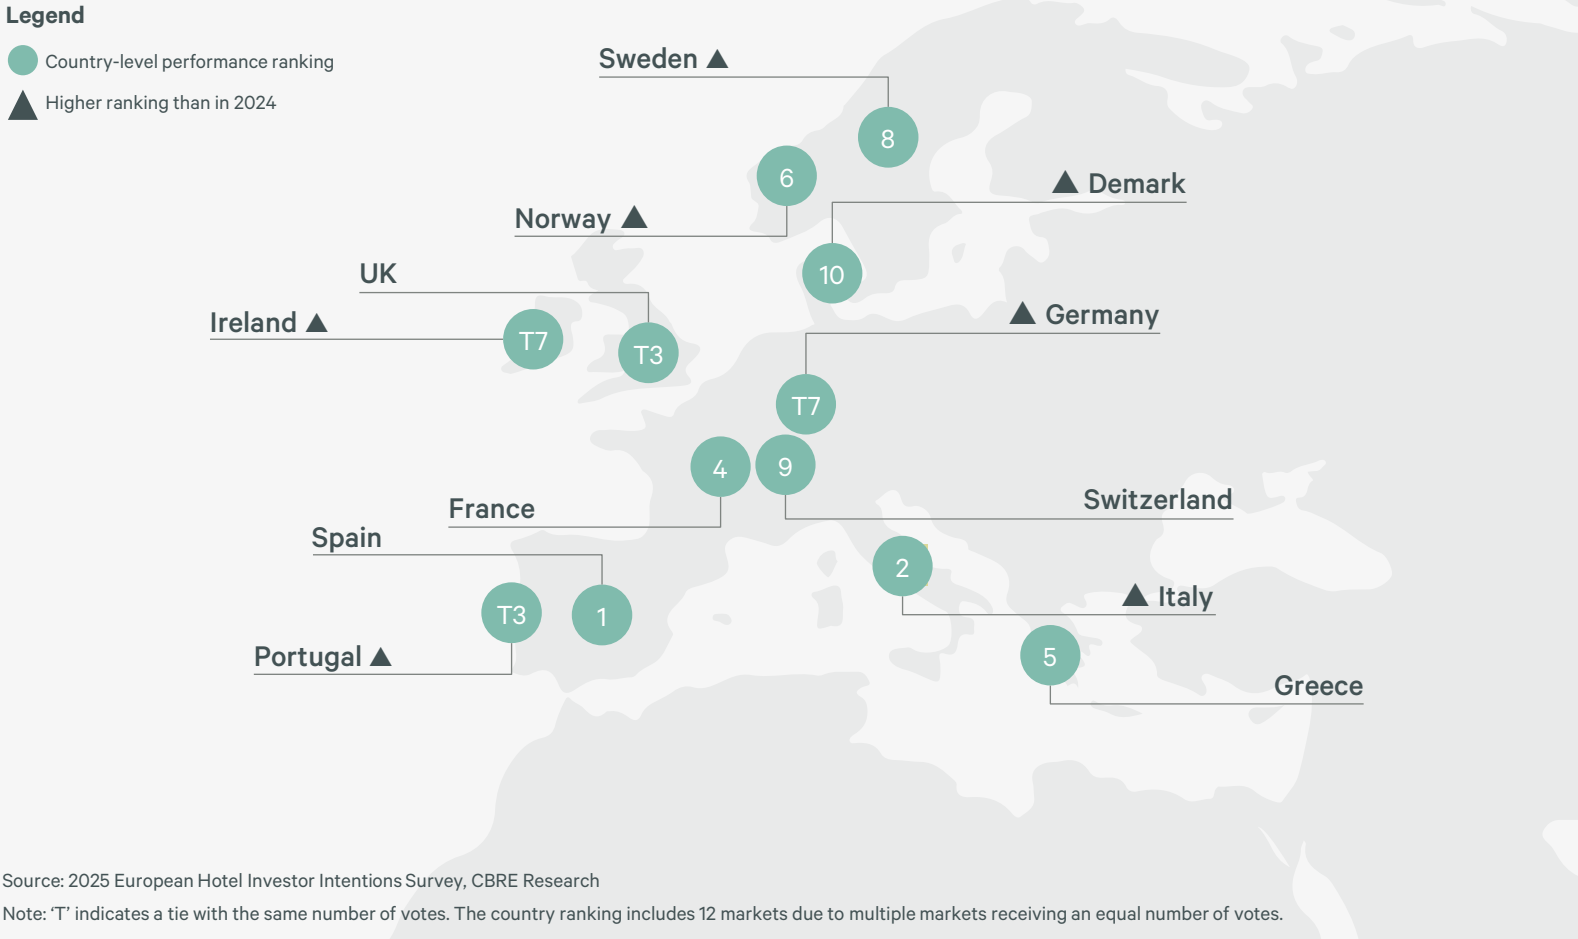 Legend
Country-level performance ranking
Higher ranking than in 2024
Sweden
8
6
Demark
Norway
10
UK
Ireland
T7
T3
Germany
T7
4
9
France
Switzerland
Spain
2
Italy
T3
1
5
Portugal
Greece
Source: 2025 European Hotel Investor Intentions Survey, CBRE Research
Note: ‘T’ indicates a tie with the same number of votes. The country ranking includes 12 markets due to multiple markets receiving an equal number of votes.